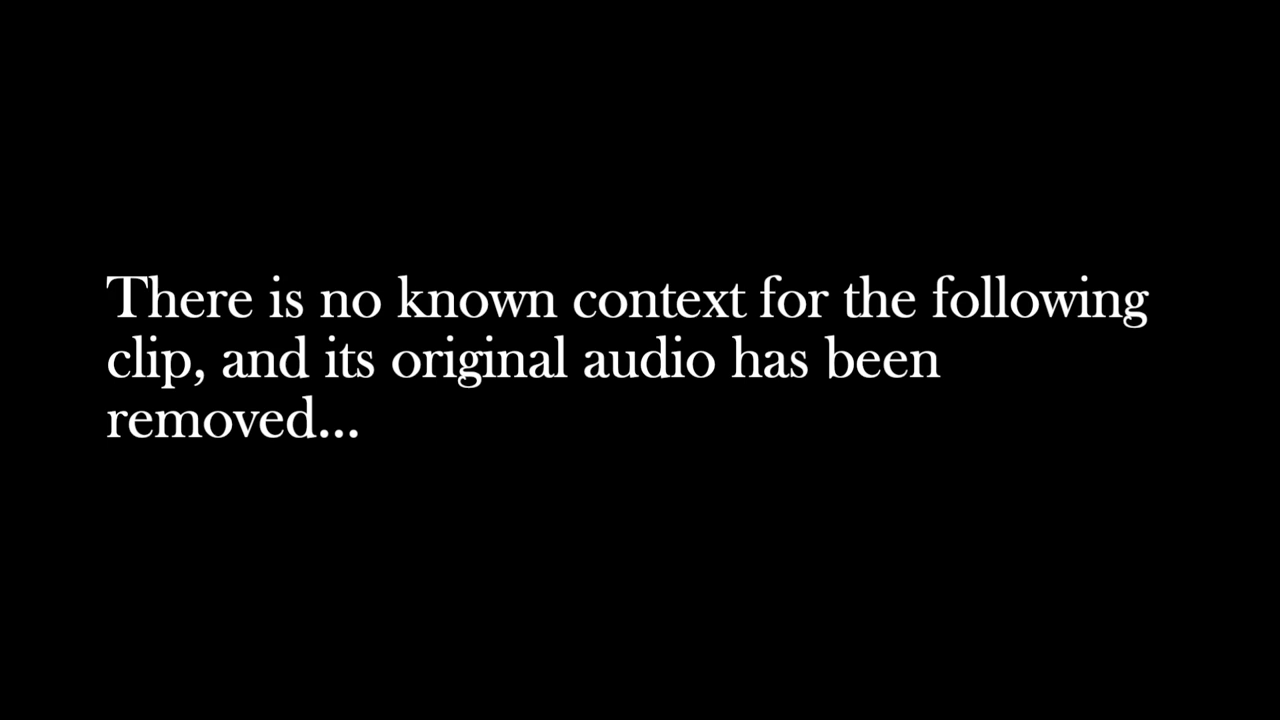 There is no known context for the following
clip, and its original audio has been
removed...